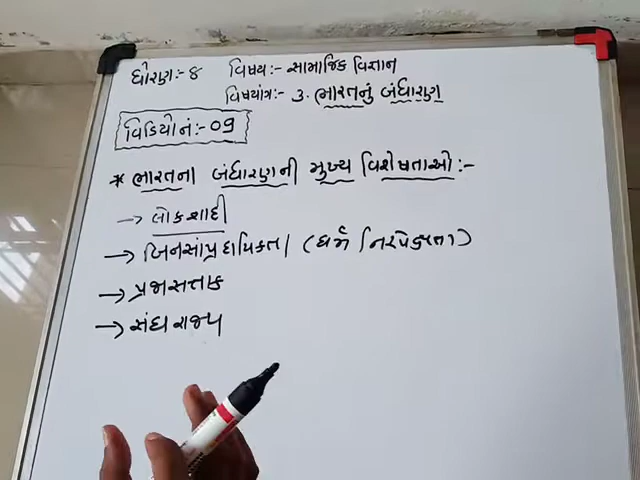 ધોરણ:- ૪ વિષય:- સામાજિક વિજ્ઞાન
વિષયાંગ:- ૩. ભારતનું બંધારણ
વિડિયો નં:- ૦૧
* ભારતના બંધારણની મુખ્ય વિશેષતાઓ:-
→ લોકશાહી
→ બિનસાંપ્રદાયિકતા (ધર્મ નિરપેક્ષતા)
→ પ્રજાસત્તાક
→ સંઘ રાજ્ય